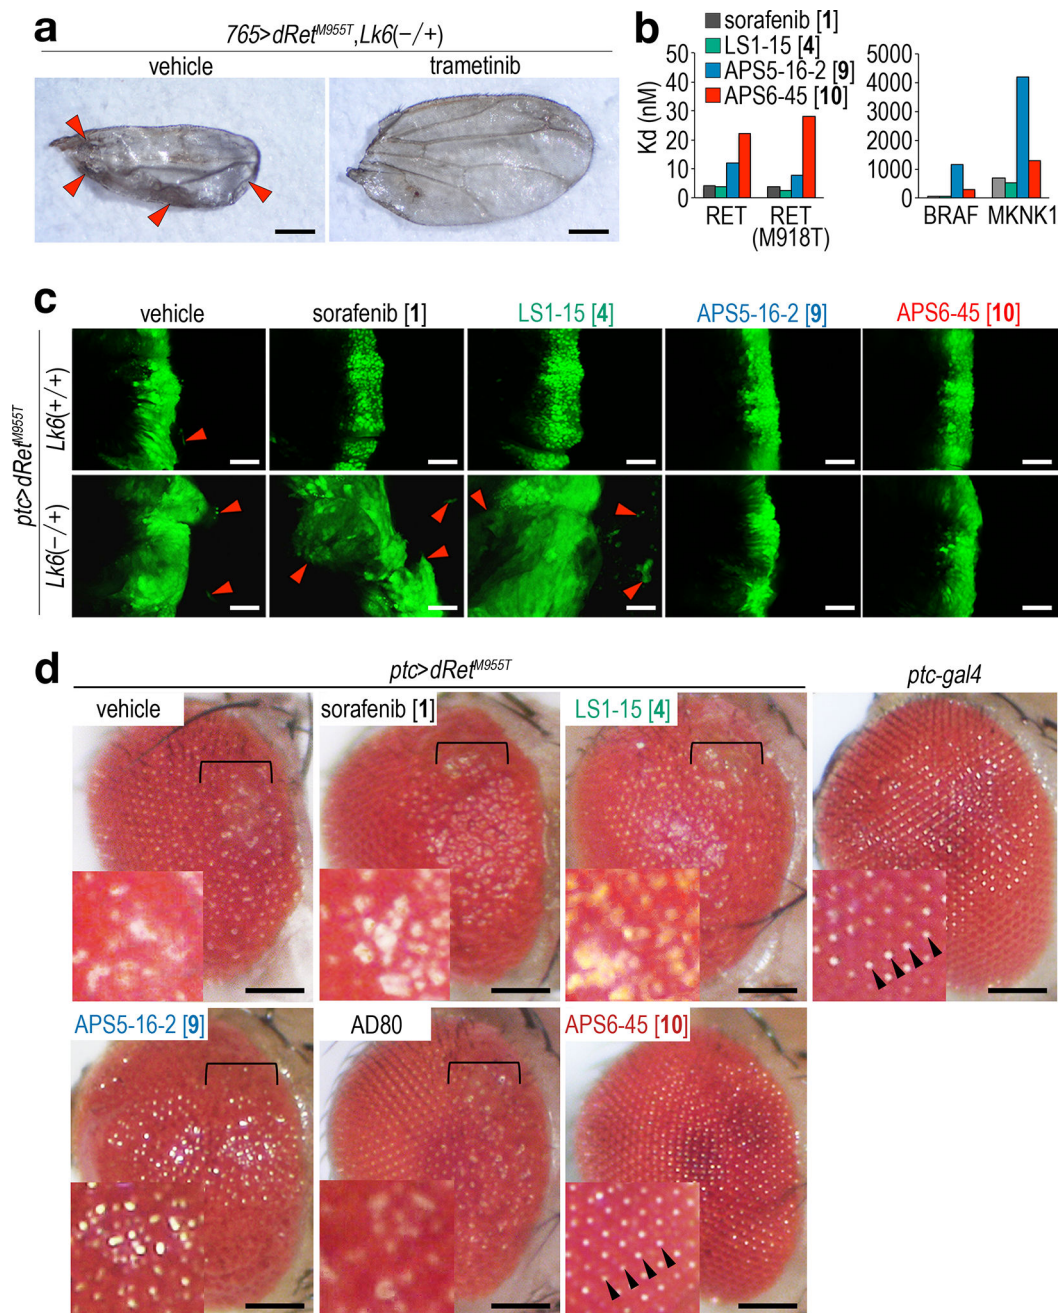 a
765>dRet^M955T,Lk6(−/+)
vehicle
trametinib
b
sorafenib [1]
LS1-15 [4]
APS5-16-2 [9]
APS6-45 [10]
Kd (nM)
50
40
30
20
10
0
RET
RET
(M918T)
5000
4000
3000
2000
1000
0
BRAF
MKNK1
c
vehicle
sorafenib [1]
LS1-15 [4]
APS5-16-2 [9]
APS6-45 [10]
ptc>dRet^M955T
Lk6(+/+)
Lk6(−/+)
d
ptc>dRet^M955T
ptc-gal4
vehicle
sorafenib [1]
LS1-15 [4]
APS5-16-2 [9]
AD80
APS6-45 [10]